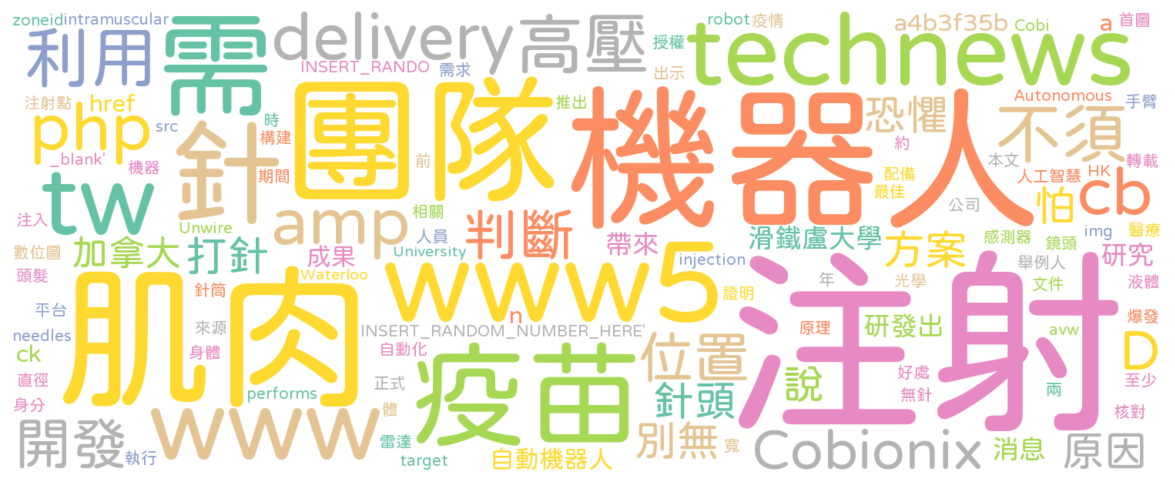 zoneid intramuscular
利用
需
delivery
高壓
robot 疫情
technews
a4b3f35b Cobi
a
首圖
INSERT_RANDO
需求
授權
出示
注射點 href
php
src
_blank'
機器
時
構建
期間
針
團隊
推出
機器人
恐懼
約
Autonomous
手臂
不須
本文
HK
轉載
人工智慧
配備
最佳
前
tw
amp
相關
判斷
公司
怕
cb
注入
Unwire
人員
數位圖
加拿大
打針
成果
University
帶來
滑鐵盧大學
方案
感測器
鏡頭
img
醫療
研究
頭髮
針筒
Waterloo
www5
injection
證明
年
光學
舉例人
文件
液體
平台
肌肉
來源
n
INSERT_RANDOM_NUMBER_HERE'
注射
原理
研發出
avw
爆發
needles
ck
身體
自動化
位置
D
直徑
performs
正式
疫苗
針頭
說
好處
無針
兩
至少
身分
www
體
核對
開發
執行
雷達
target
自動機器人
別無
寬
Cobionix
消息
原因